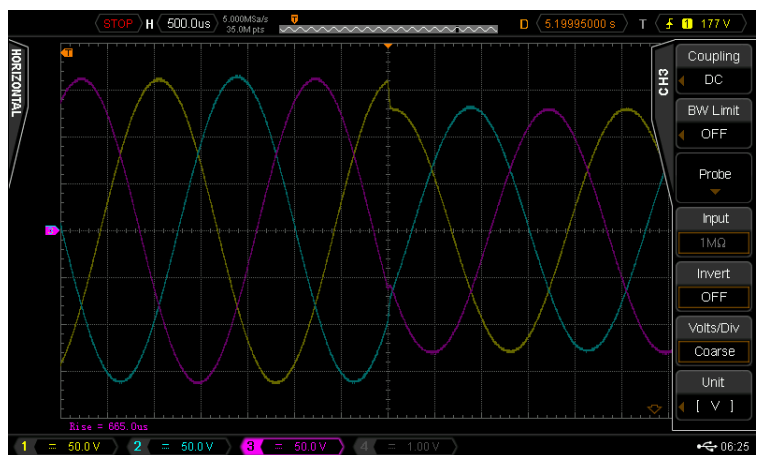 STOP H 500.0us 5.000MSa/s 35.0M pts T D 5.19995000 s T 1 177 V
HORIZONTAL
T
CH3
Coupling
DC
BW Limit
OFF
Probe
Input
1MΩ
Invert
OFF
Volts/Div
Coarse
Unit
[ V ]
Rise = 665.0us
1 = 50.0 V 2 = 50.0 V 3 = 50.0 V 4 = 1.00 V 06:25